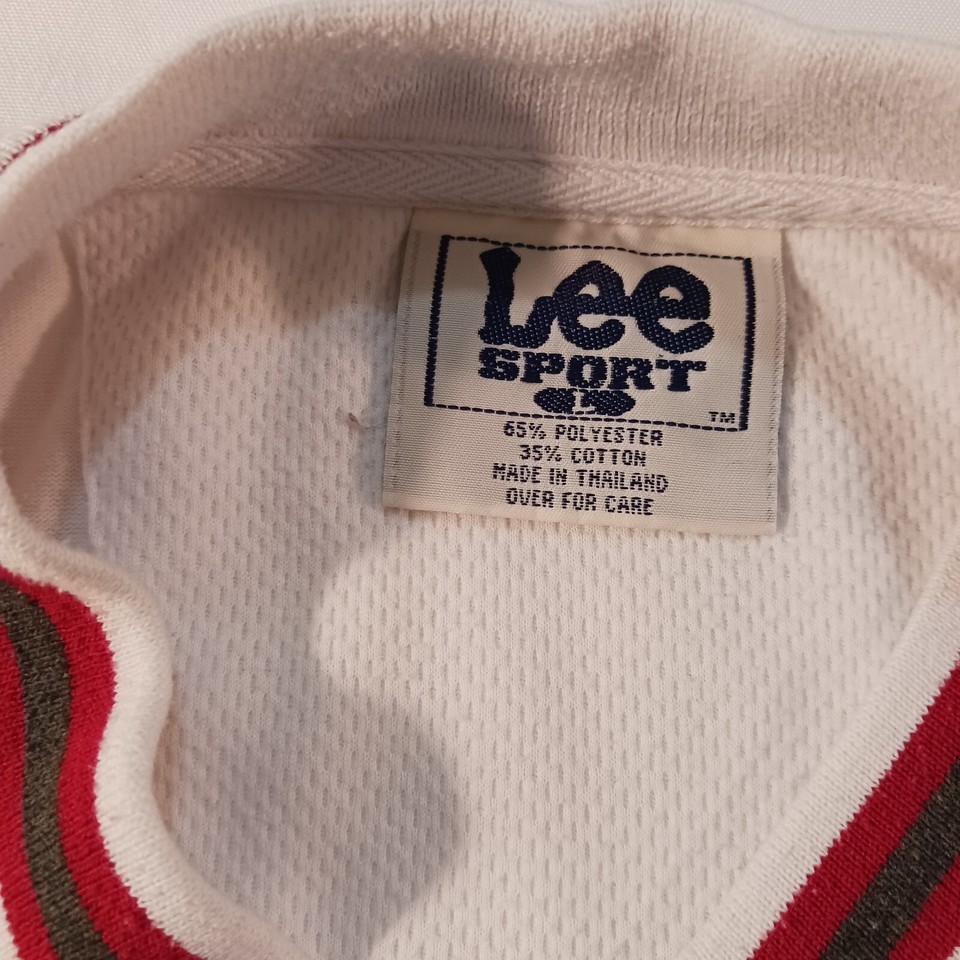 Lee
SPORT
L
TM
65% POLYESTER
35% COTTON
MADE IN THAILAND
OVER FOR CARE